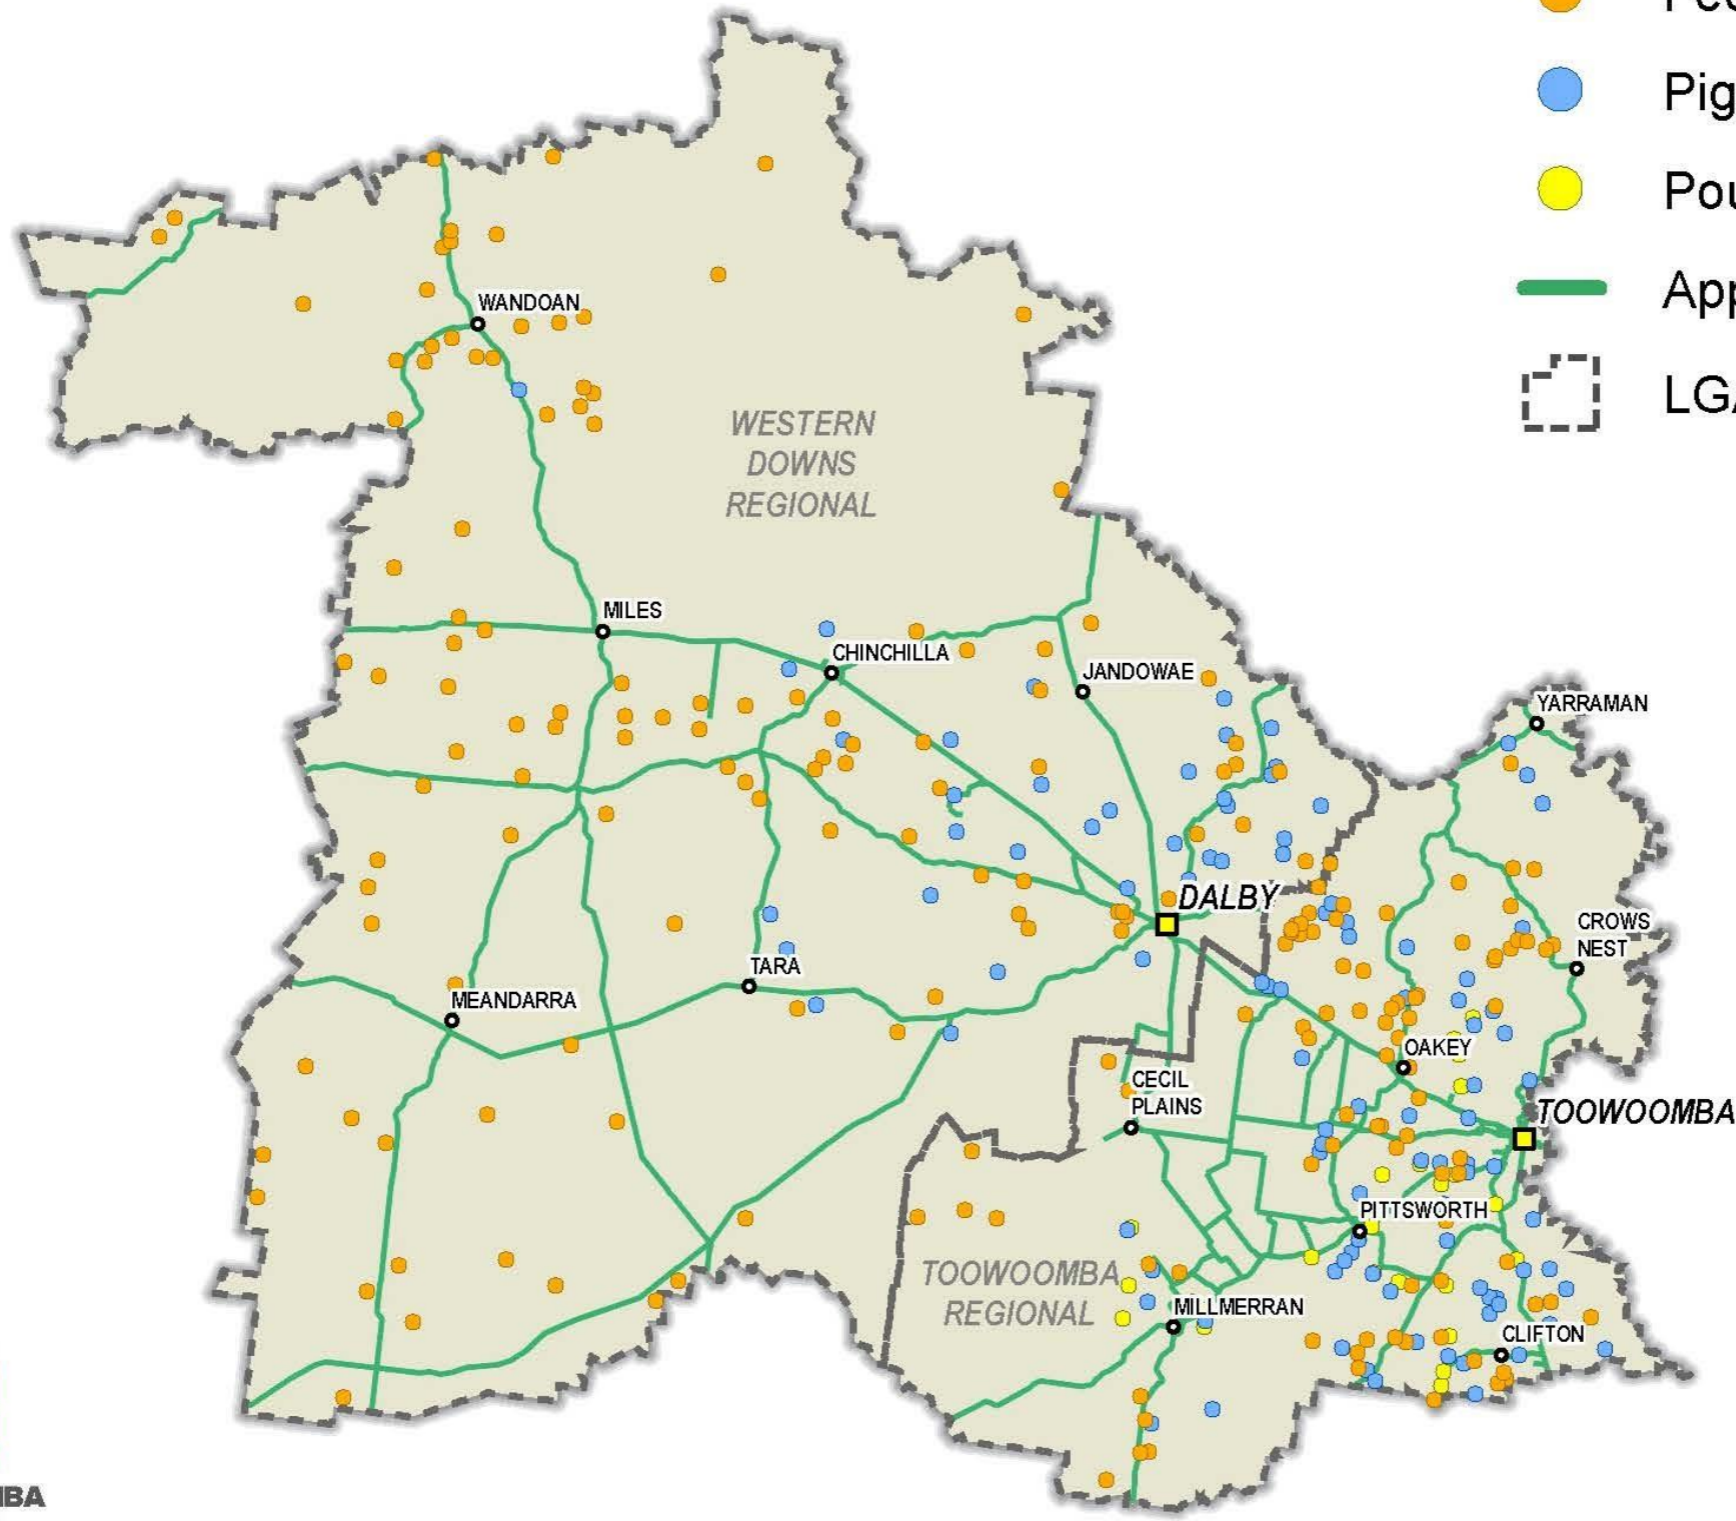 Pig
Pou
App
LGA
WANDOAN
WESTERN
DOWNS
REGIONAL
MILES
CHINCHILLA
JANDOWAE
YARRAMAN
DALBY
CROWS
NEST
TARA
MEANDARRA
OAKEY
CECIL
PLAINS
TOOWOOMBA
PITTSWORTH
TOOWOOMBA
REGIONAL
MILLMERRAN
CLIFTON
BA